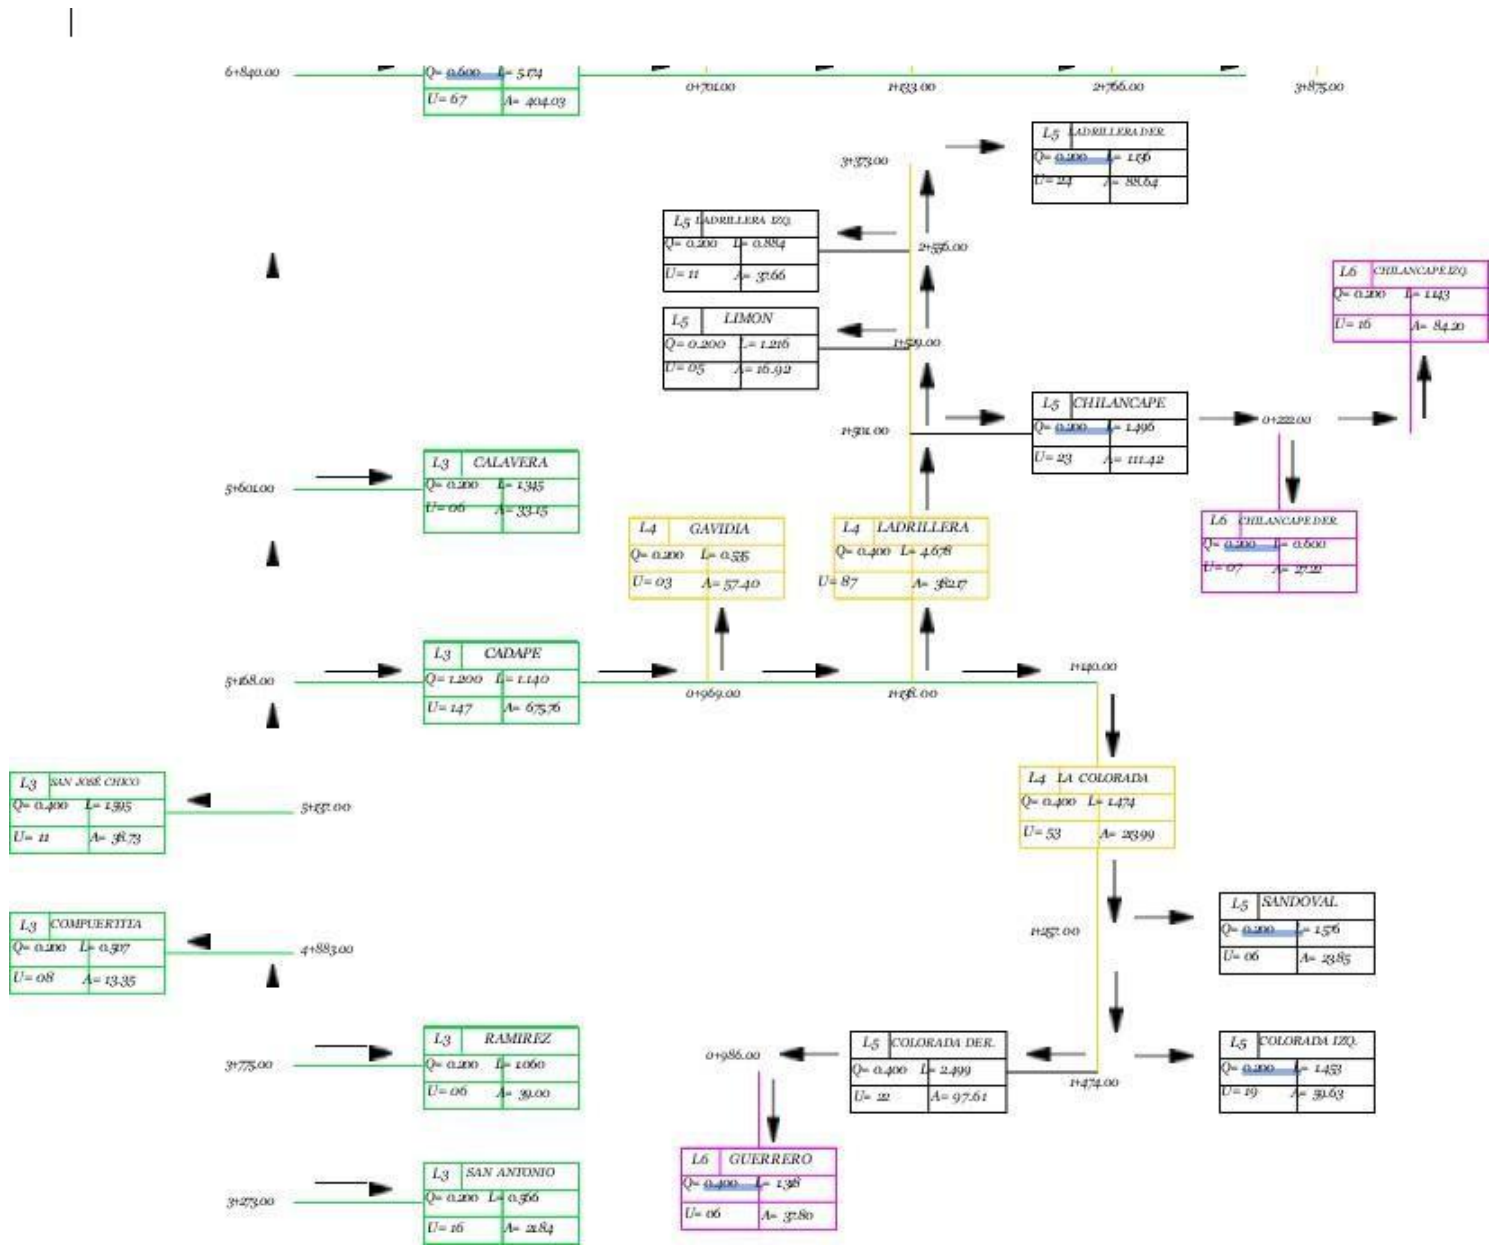 6+840.00
Q= 0.600 L= 5.174
U= 67 A= 404.03
0+701.00 1+133.00 2+766.00 3+875.00
L5 LADRILLERA DER.
Q= 0.200 L= 1.136
U= 24 A= 88.64
3+373.00
L5 LADRILLERA IZQ.
Q= 0.200 L= 0.884
U= 11 A= 37.66
2+556.00
L6 CHILANCAPE IZQ.
Q= 0.200 L= 1.143
U= 16 A= 84.20
L5 LIMON
Q= 0.200 L= 1.216
U= 05 A= 16.92
1+529.00
L5 CHILANCAPE
Q= 0.200 L= 1.496
U= 23 A= 111.42
1+501.00
0+222.00
L3 CALAVERA
Q= 0.200 L= 1.345
U= 06 A= 33.15
5+601.00
L4 GAVIDIA
Q= 0.200 L= 0.535
U= 03 A= 57.40
L4 LADRILLERA
Q= 0.400 L= 4.678
U= 87 A= 382.17
L6 CHILANCAPE DER.
Q= 0.200 L= 0.600
U= 07 A= 27.22
L3 CADAPE
Q= 1.200 L= 1.140
U= 147 A= 675.76
5+168.00
0+969.00 1+138.00
1+140.00
L3 SAN JOSÉ CHICO
Q= 0.400 L= 1.595
U= 11 A= 38.73
5+137.00
L4 LA COLORADA
Q= 0.400 L= 1.474
U= 53 A= 213.99
L3 COMPUERTITA
Q= 0.200 L= 0.507
U= 08 A= 13.35
4+883.00
1+257.00
L5 SANDOVAL
Q= 0.200 L= 1.576
U= 06 A= 23.85
L3 RAMIREZ
Q= 0.200 L= 1.060
U= 06 A= 39.00
3+775.00
0+986.00
L5 COLORADA DER.
Q= 0.400 L= 2.499
U= 22 A= 97.61
1+474.00
L5 COLORADA IZQ.
Q= 0.200 L= 1.453
U= 19 A= 59.63
L6 GUERRERO
Q= 0.400 L= 1.318
U= 06 A= 37.80
L3 SAN ANTONIO
Q= 0.200 L= 0.566
U= 16 A= 21.84
3+273.00